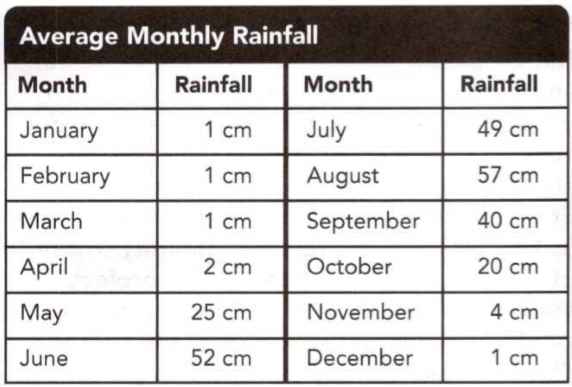 Average Monthly Rainfall
Month Rainfall Month Rainfall
January 1 cm July 49 cm
February 1 cm August 57 cm
March 1 cm September 40 cm
April 2 cm October 20 cm
May 25 cm November 4 cm
June 52 cm December 1 cm